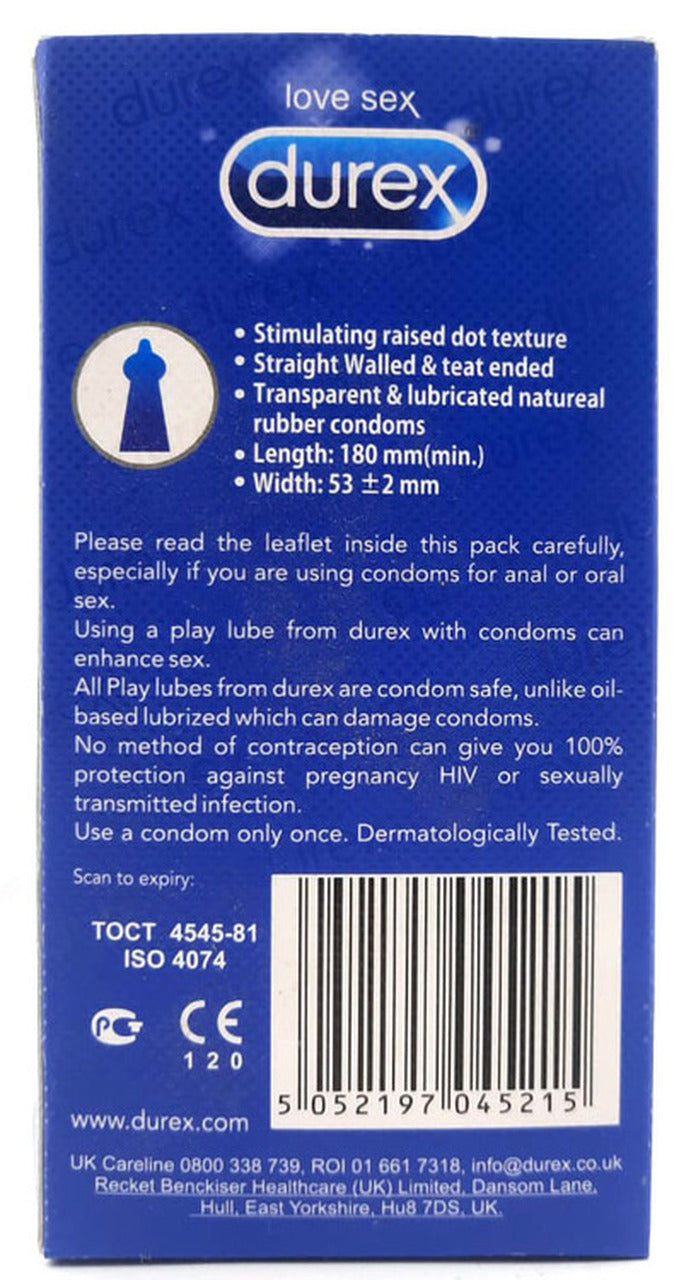 love sex
durex
• Stimulating raised dot texture
• Straight Walled & teat ended
• Transparent & lubricated natureal
rubber condoms
• Length: 180 mm(min.)
• Width: 53 ±2 mm
Please read the leaflet inside this pack carefully,
especially if you are using condoms for anal or oral
sex.
Using a play lube from durex with condoms can
enhance sex.
All Play lubes from durex are condom safe, unlike oil-
based lubrized which can damage condoms.
No method of contraception can give you 100%
protection against pregnancy HIV or sexually
transmitted infection.
Use a condom only once. Dermatologically Tested.
Scan to expiry:
TOCT 4545-81
ISO 4074
PG CE
120
5 052197 045215
www.durex.com
UK Careline 0800 338 739, ROI 01 661 7318, info@durex.co.uk
Recket Benckiser Healthcare (UK) Limited, Dansom Lane,
Hull, East Yorkshire, Hu8 7DS, UK.